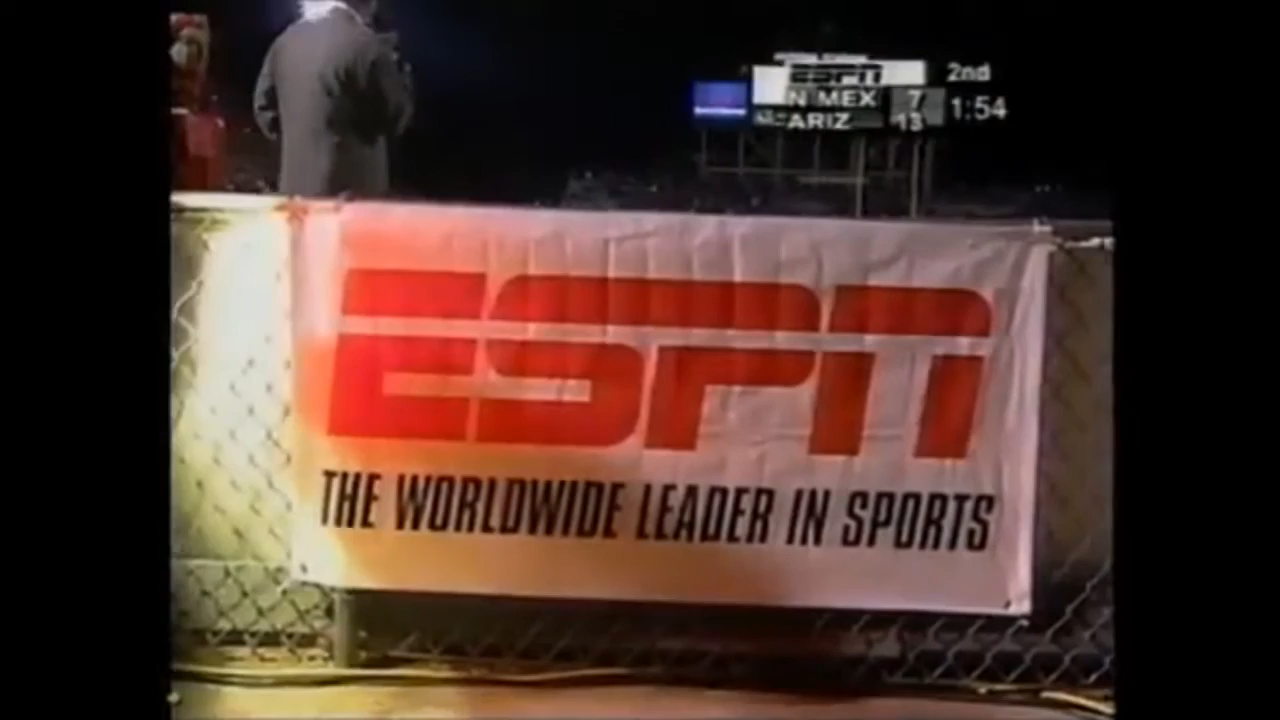 ESPN 2nd
N MEX 7 1:54
ARIZ 13
ESPN
THE WORLDWIDE LEADER IN SPORTS